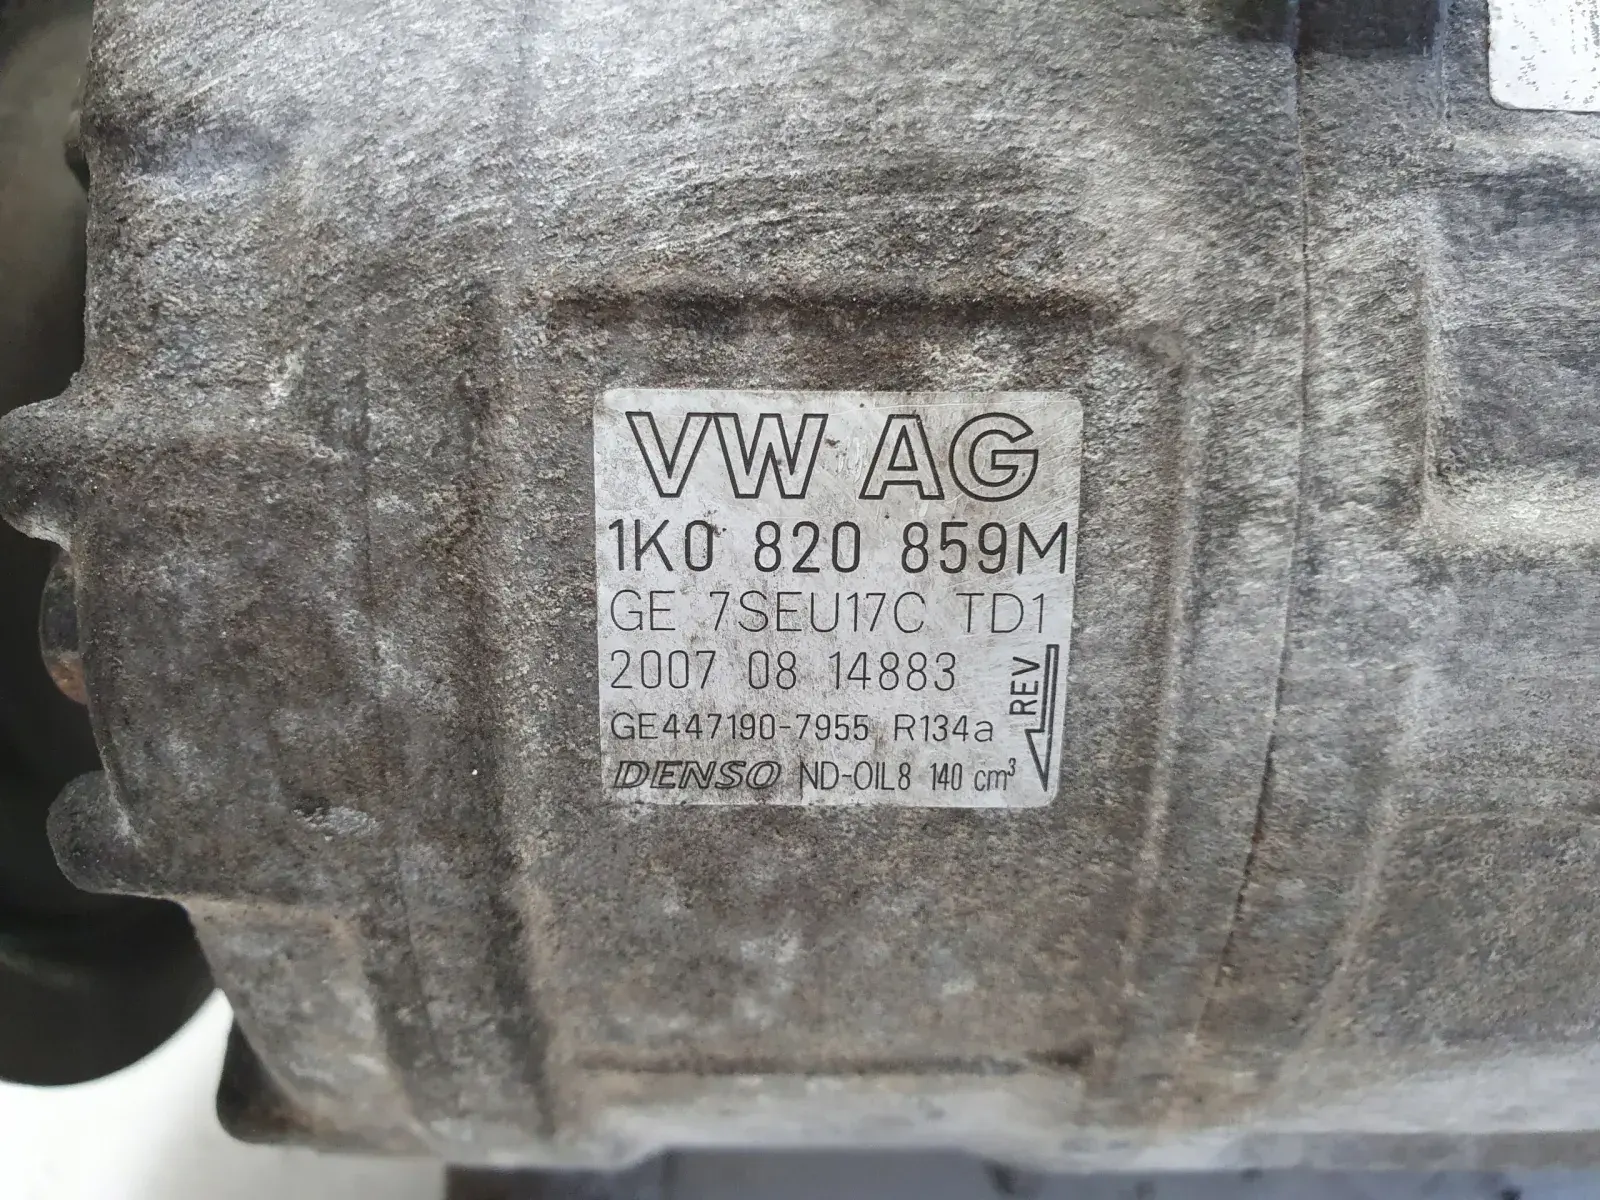 VW AG
1K0 820 859M
GE 7SEU17C TD1
2007 08 14883
REV
GE447190-7955 R134a
DENSO ND-OIL8 140 cm³